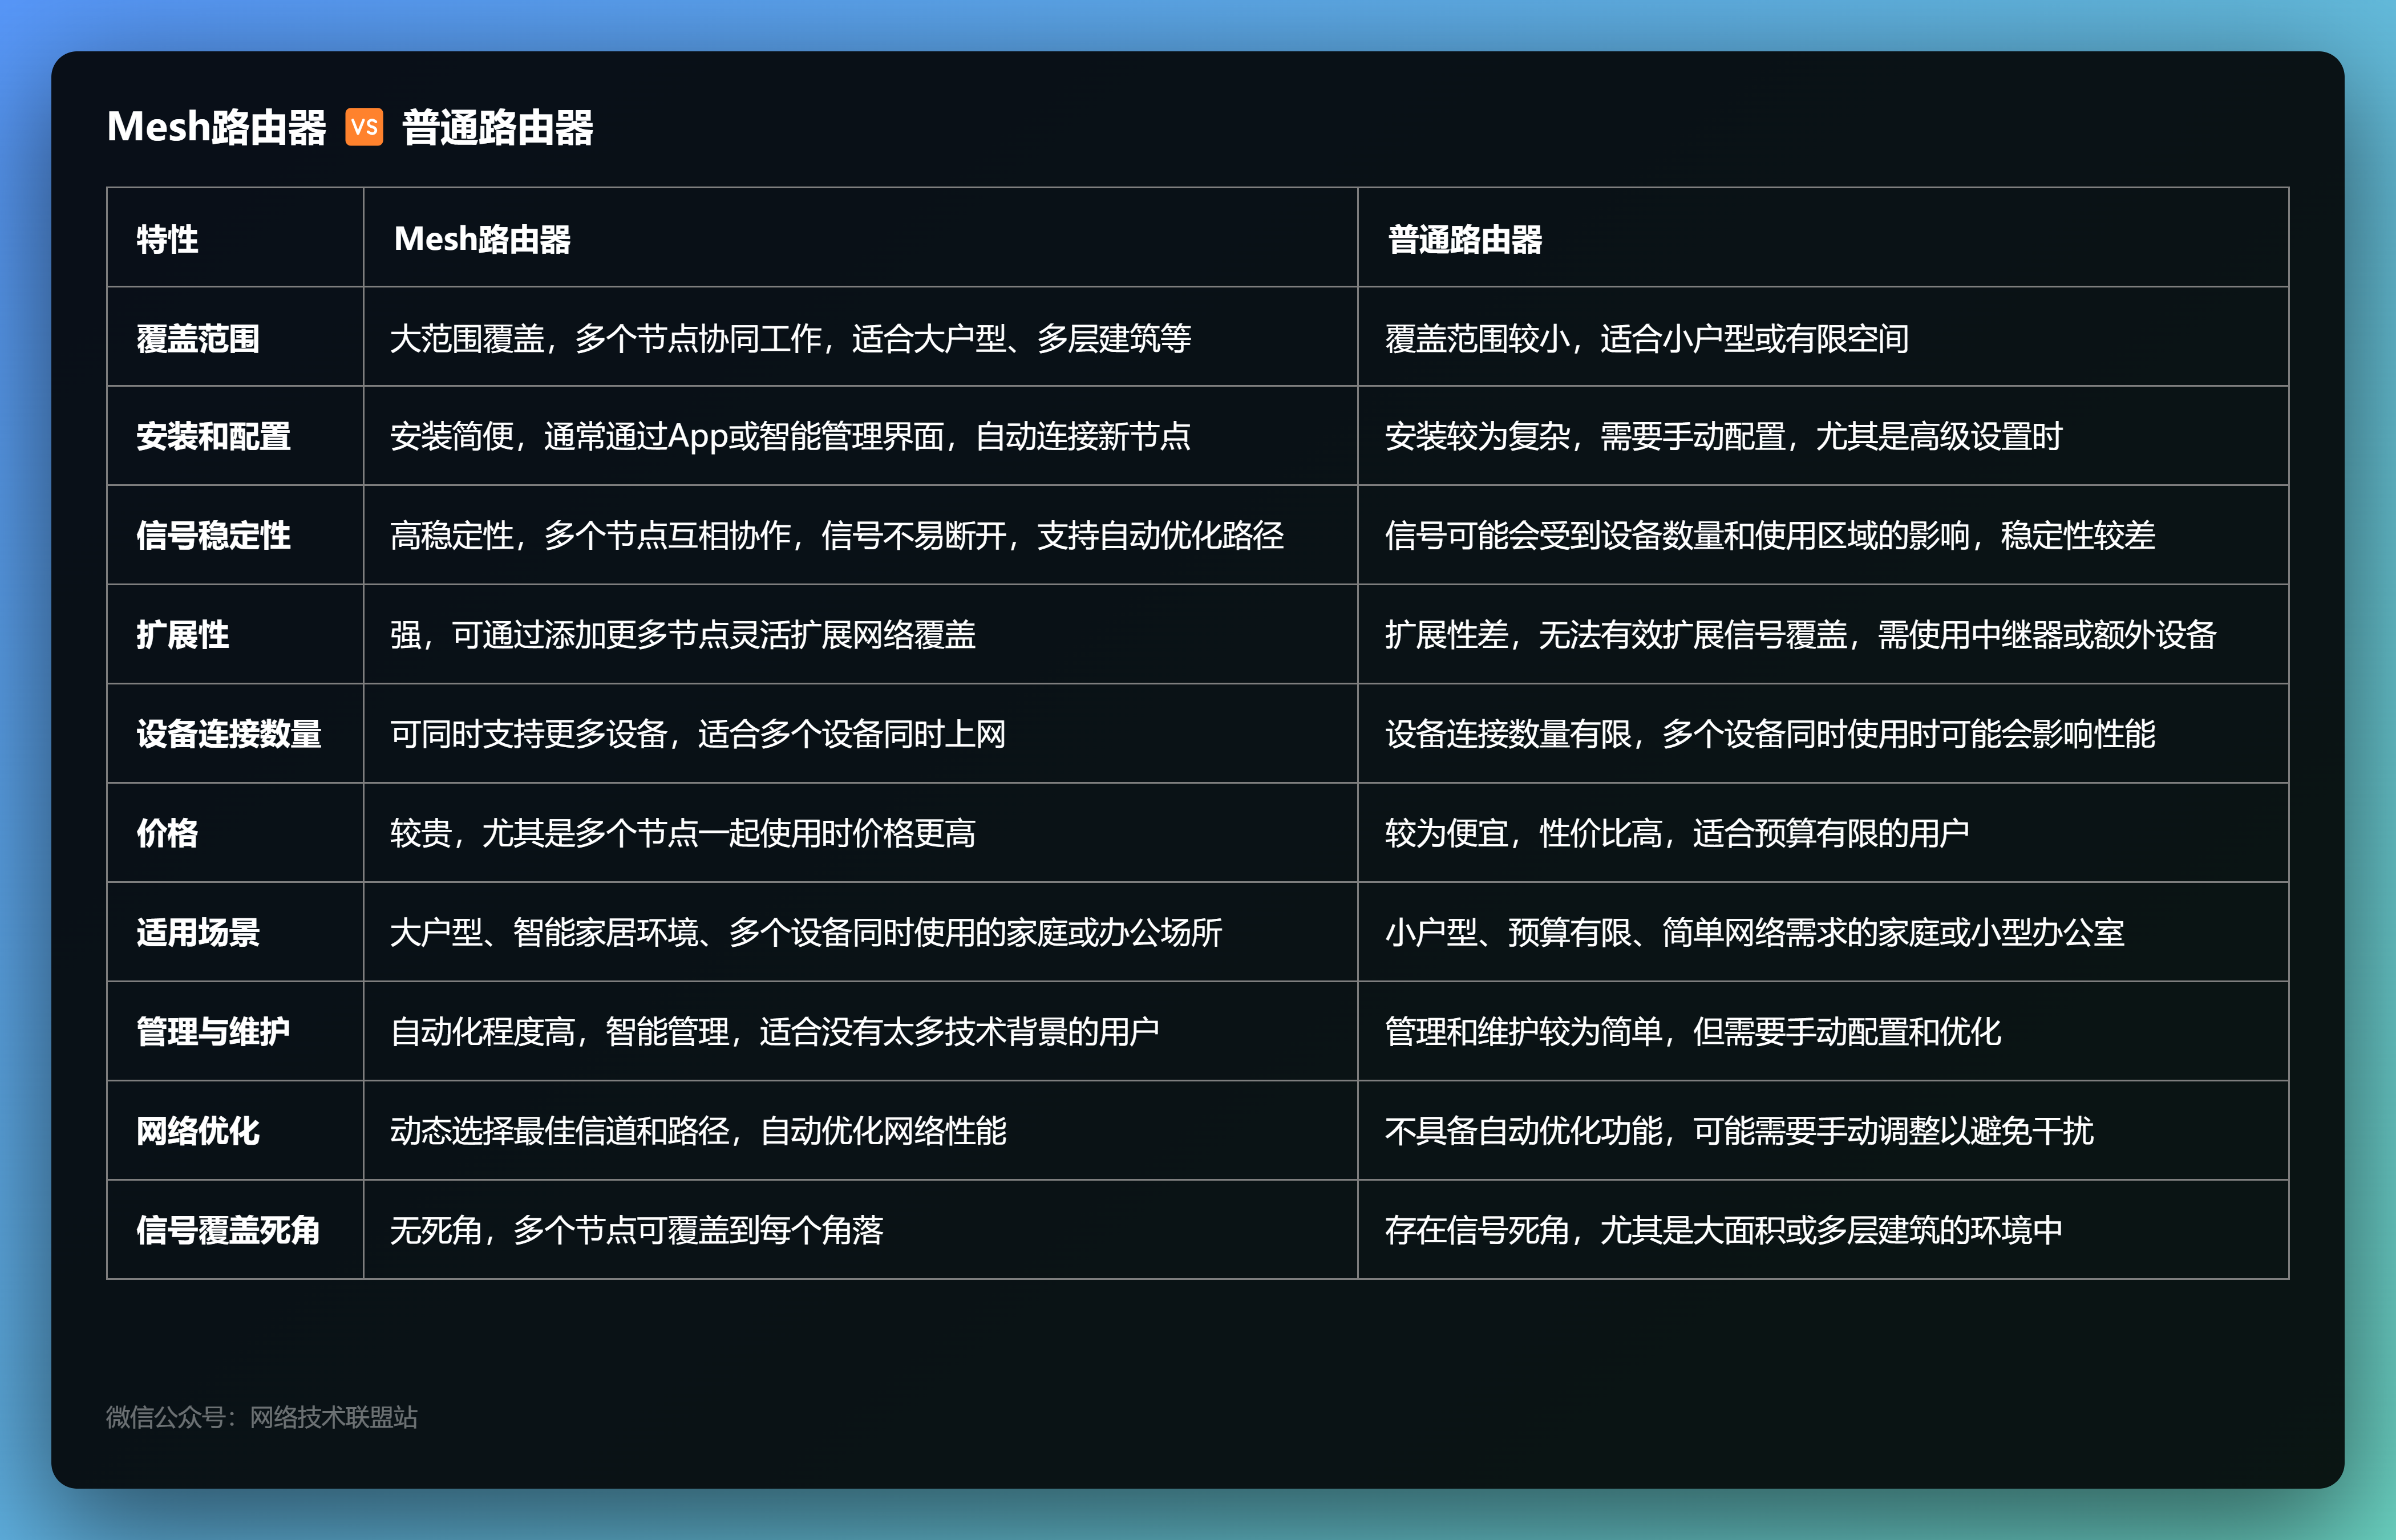 Mesh路由器 VS 普通路由器
特性 Mesh路由器 普通路由器
覆盖范围 大范围覆盖，多个节点协同工作，适合大户型、多层建筑等 覆盖范围较小，适合小户型或有限空间
安装和配置 安装简便，通常通过App或智能管理界面，自动连接新节点 安装较为复杂，需要手动配置，尤其是高级设置时
信号稳定性 高稳定性，多个节点互相协作，信号不易断开，支持自动优化路径 信号可能会受到设备数量和使用区域的影响，稳定性较差
扩展性 强，可通过添加更多节点灵活扩展网络覆盖 扩展性差，无法有效扩展信号覆盖，需使用中继器或额外设备
设备连接数量 可同时支持更多设备，适合多个设备同时上网 设备连接数量有限，多个设备同时使用时可能会影响性能
价格 较贵，尤其是多个节点一起使用时价格更高 较为便宜，性价比高，适合预算有限的用户
适用场景 大户型、智能家居环境、多个设备同时使用的家庭或办公场所 小户型、预算有限、简单网络需求的家庭或小型办公室
管理与维护 自动化程度高，智能管理，适合没有太多技术背景的用户 管理和维护较为简单，但需要手动配置和优化
网络优化 动态选择最佳信道和路径，自动优化网络性能 不具备自动优化功能，可能需要手动调整以避免干扰
信号覆盖死角 无死角，多个节点可覆盖到每个角落 存在信号死角，尤其是大面积或多层建筑的环境中
微信公众号：网络技术联盟站